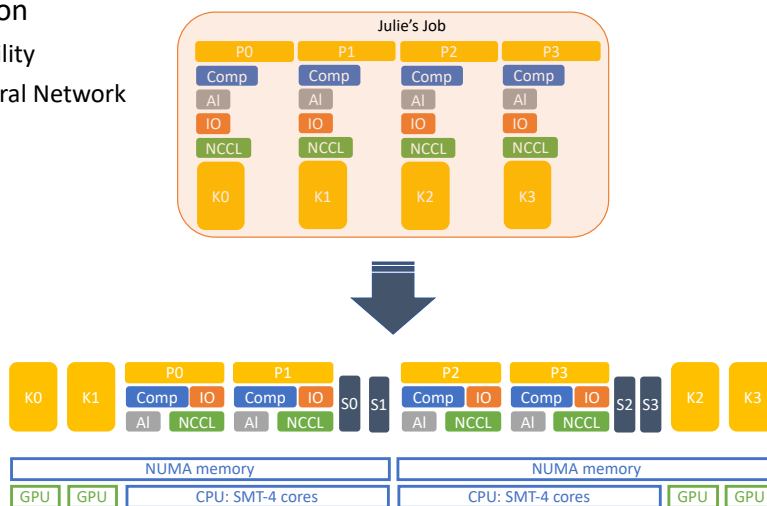 on
ility
ral Network
Julie's Job
P0 P1 P2 P3
Comp Comp Comp Comp
AI AI AI AI
IO IO IO IO
NCCL NCCL NCCL NCCL
K0 K1 K2 K3
K0 K1 P0 P1 S0 S1 P2 P3 S2 S3 K2 K3
Comp IO Comp IO Comp IO Comp IO
AI NCCL AI NCCL AI NCCL AI NCCL
NUMA memory NUMA memory
GPU GPU CPU: SMT-4 cores CPU: SMT-4 cores GPU GPU